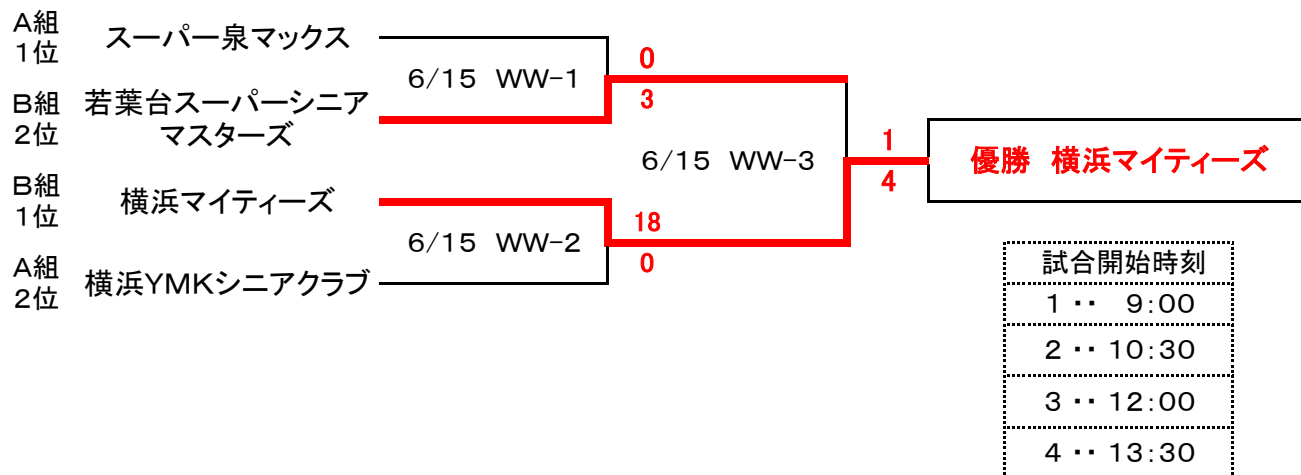 A組
1位
スーパー泉マックス
6/15 WW-1
0
3
B組
2位
若葉台スーパーシニア
マスターズ
6/15 WW-3
1
4
優勝 横浜マイティーズ
B組
1位
横浜マイティーズ
6/15 WW-2
18
0
A組
2位
横浜YMKシニアクラブ
試合開始時刻
1 ‥ 9:00
2 ‥ 10:30
3 ‥ 12:00
4 ‥ 13:30